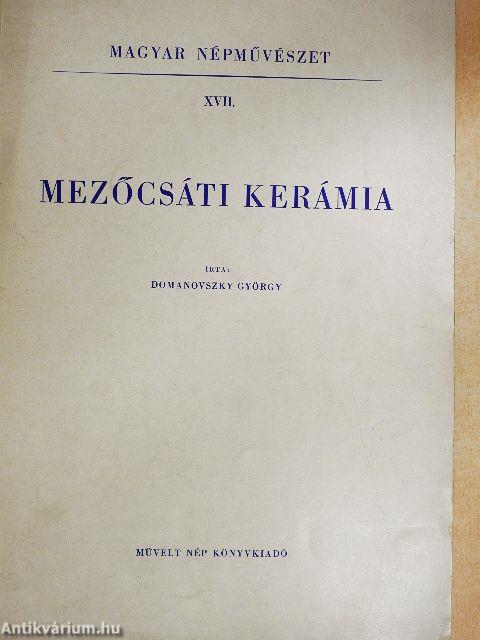 MAGYAR NÉPMŰVÉSZET
XVII.
MEZŐCSÁTI KERÁMIA
ÍRTA:
DOMANOVSZKY GYÖRGY
MŰVELT NÉP KÖNYVKIADÓ
Antikvárium.hu